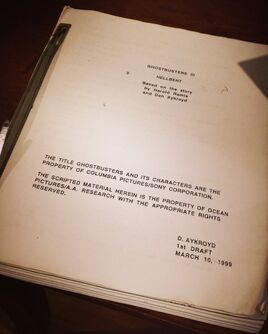 GHOSTBUSTERS III
HELLBENT
Based on the story
by Harold Ramis
and Dan Aykroyd
THE TITLE GHOSTBUSTERS AND ITS CHARACTERS ARE THE
PROPERTY OF COLUMBIA PICTURES/SONY CORPORATION.
THE SCRIPTED MATERIAL HEREIN IS THE PROPERTY OF OCEAN
PICTURES/A.A. RESEARCH WITH THE APPROPRIATE RIGHTS
RESERVED.
D. AYKROYD
1st DRAFT
MARCH 10, 1999